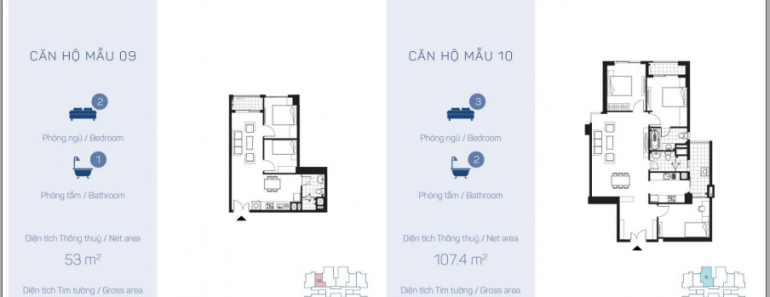 CĂN HỘ MẪU 09
2
Phòng ngủ / Bedroom
1
Phòng tắm / Bathroom
Diện tích Thông thuỷ / Net area
53 m²
Diện tích Tim tường / Gross area
CĂN HỘ MẪU 10
3
Phòng ngủ / Bedroom
2
Phòng tắm / Bathroom
Diện tích Thông thuỷ / Net area
107.4 m²
Diện tích Tim tường / Gross area